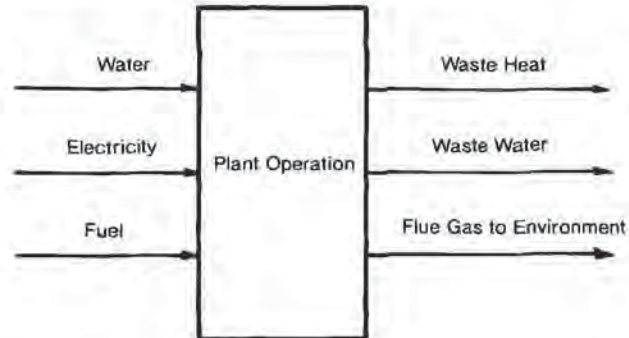 Water
Waste Heat
Electricity
Plant Operation
Waste Water
Fuel
Flue Gas to Environment